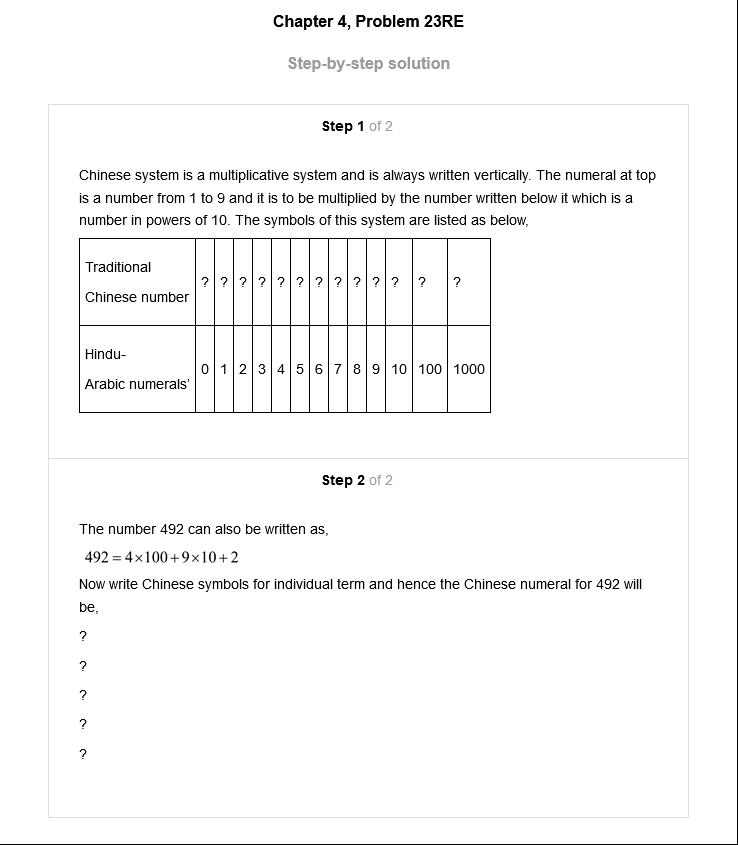 Chapter 4, Problem 23RE
Step-by-step solution
Step 1 of 2
Chinese system is a multiplicative system and is always written vertically. The numeral at top
is a number from 1 to 9 and it is to be multiplied by the number written below it which is a
number in powers of 10. The symbols of this system are listed as below,
Traditional
Chinese number
? ? ? ? ? ? ? ? ? ? ? ? ?
Hindu-
Arabic numerals'
0 1 2 3 4 5 6 7 8 9 10 100 1000
Step 2 of 2
The number 492 can also be written as,
492 = 4×100+9×10+2
Now write Chinese symbols for individual term and hence the Chinese numeral for 492 will
be,
?
?
?
?
?